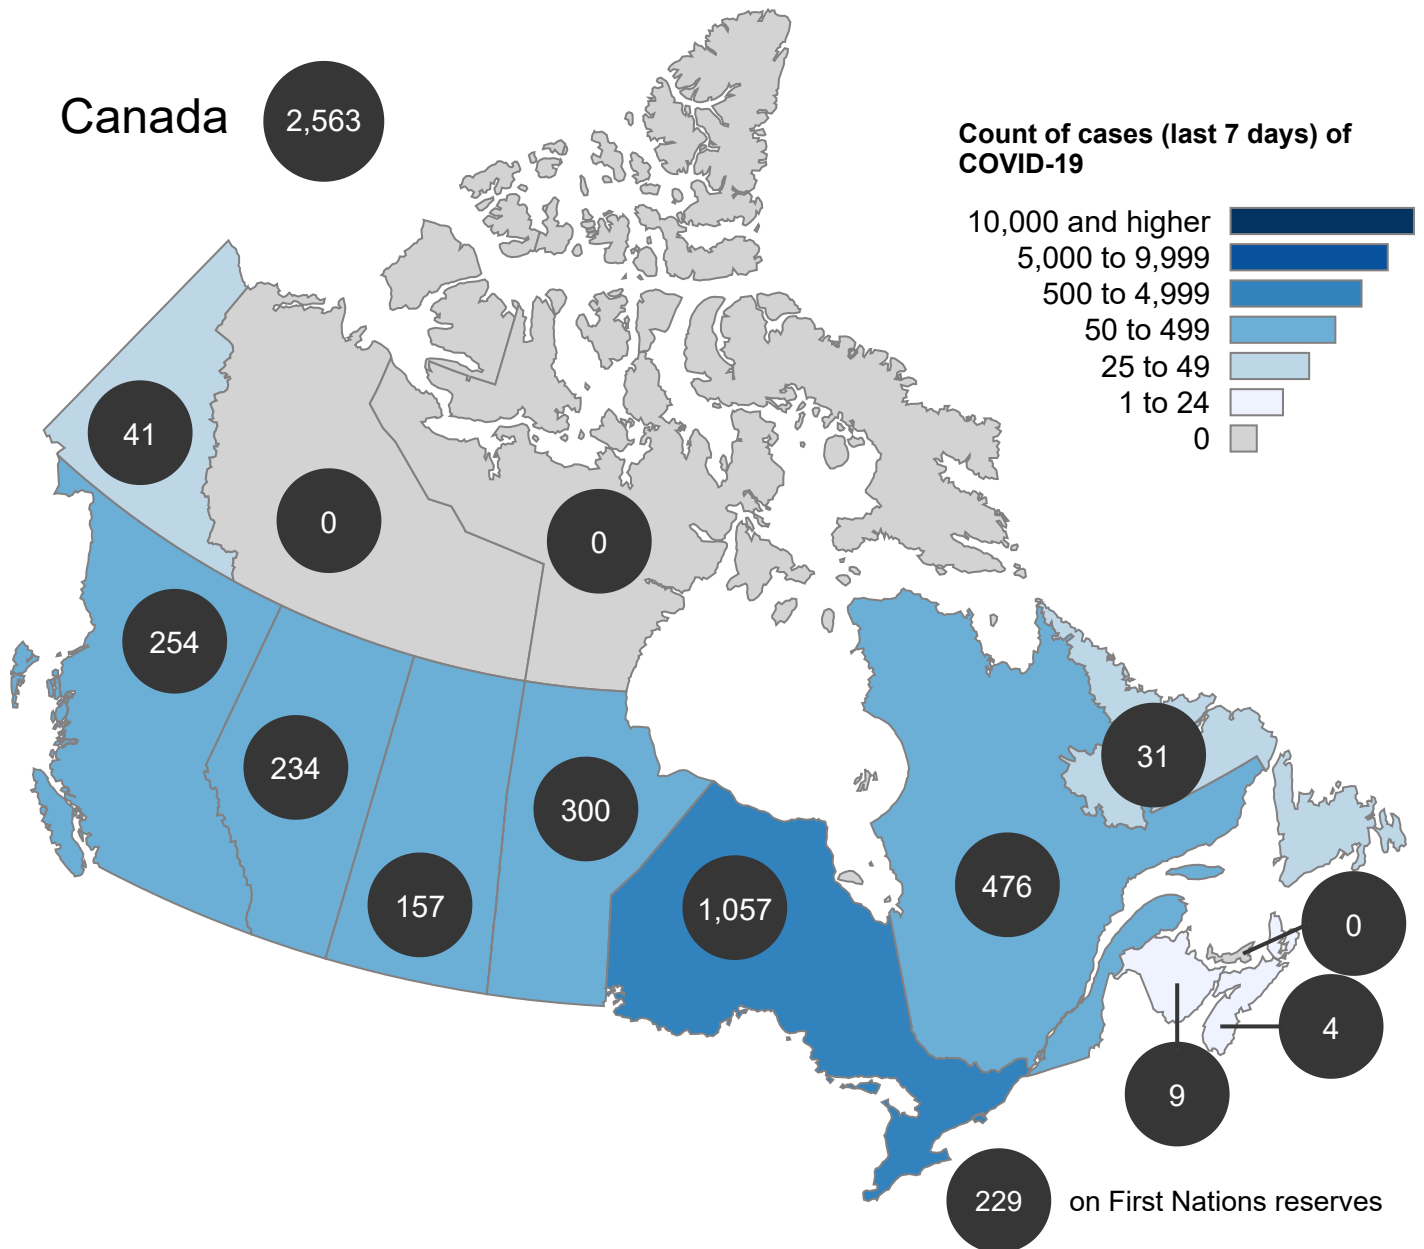 Canada 2,563
Count of cases (last 7 days) of
COVID-19
10,000 and higher
5,000 to 9,999
500 to 4,999
50 to 499
25 to 49
1 to 24
0
41
0
0
254
31
234
300
476
157
1,057
0
4
9
229 on First Nations reserves